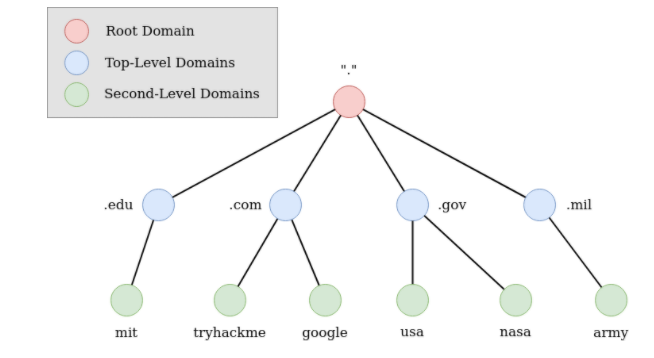 Root Domain
Top-Level Domains
Second-Level Domains
"."
.edu
.com
.gov
.mil
mit
tryhackme
google
usa
nasa
army